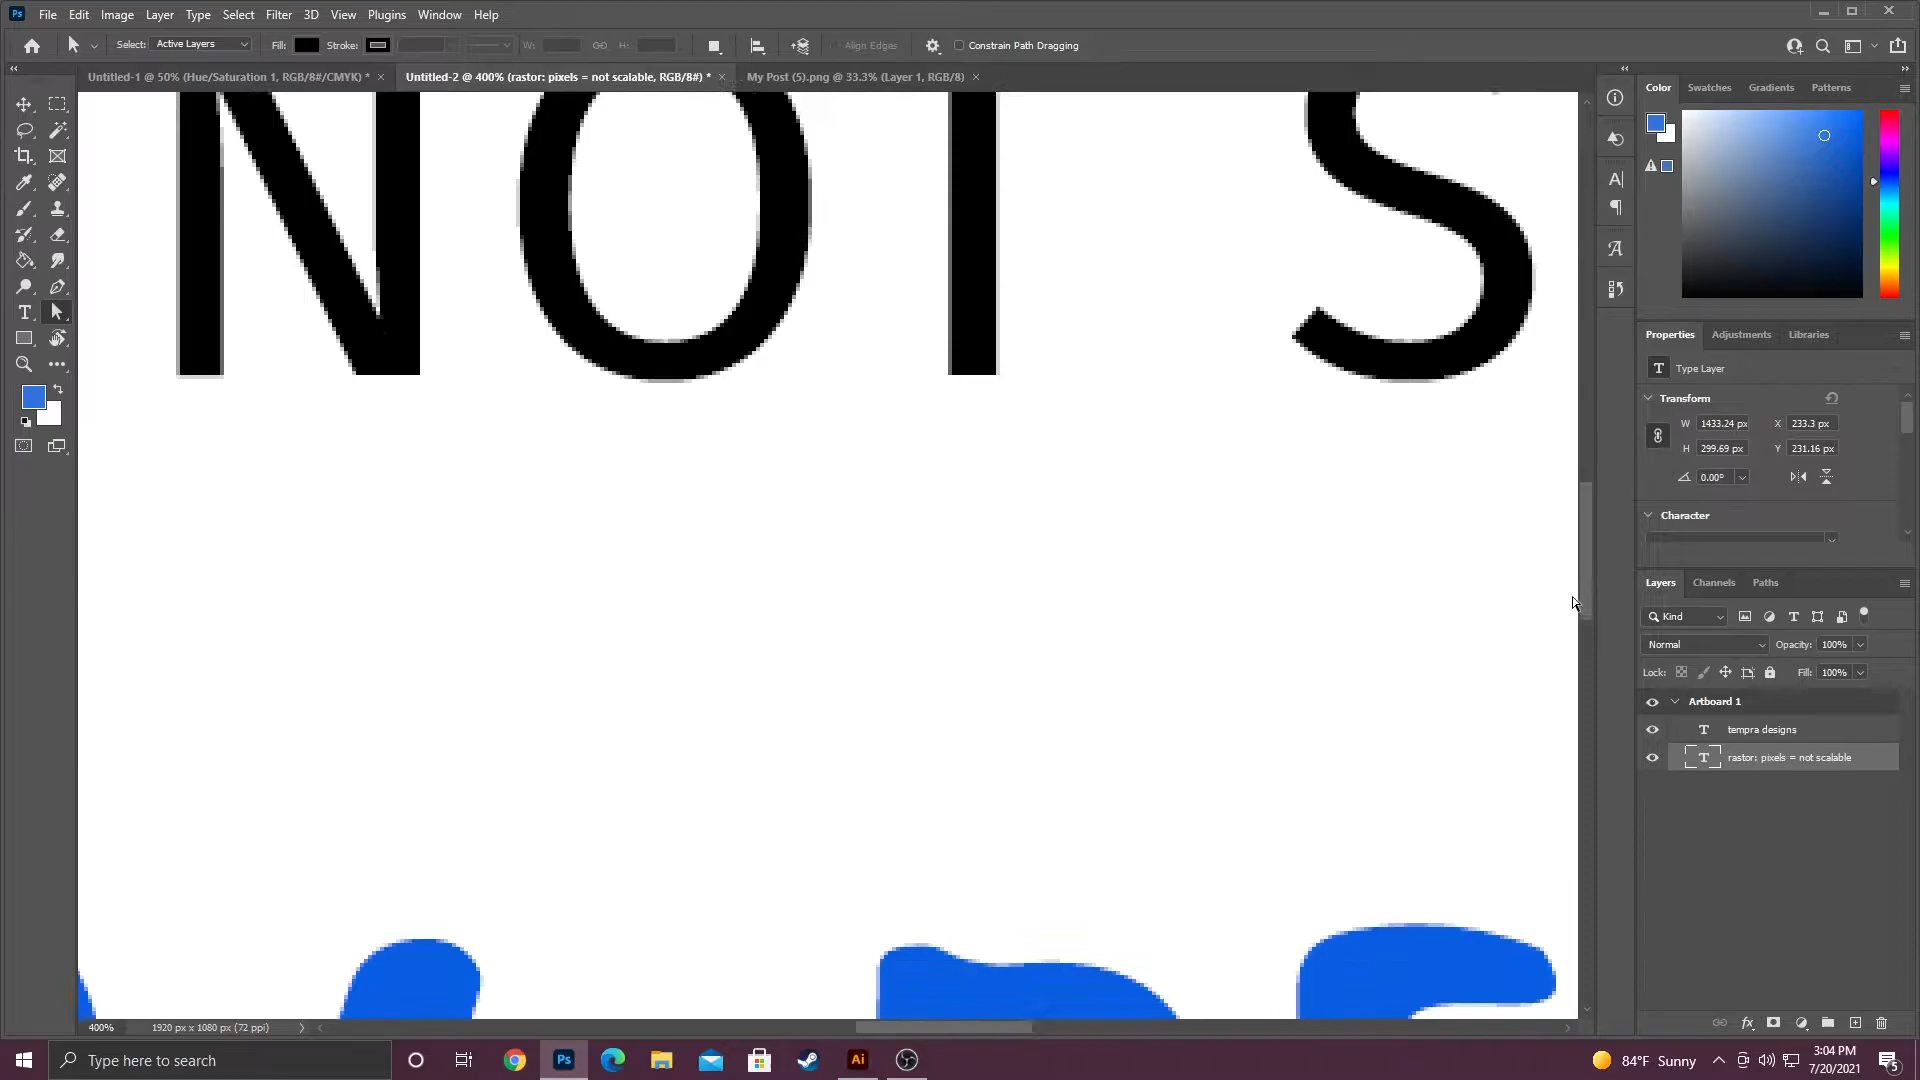 Ps File Edit Image Layer Type Select Filter 3D View Plugins Window Help
Select: Active Layers Fill: Stroke: W: H: Align Edges Constrain Path Dragging
Untitled-1 @ 50% (Hue/Saturation 1, RGB/8#/CMYK) * Untitled-2 @ 400% (rastor: pixels = not scalable, RGB/8#) * My Post (5).png @ 33.3% (Layer 1, RGB/8)
Color Swatches Gradients Patterns
NOT S
Properties Adjustments Libraries
T Type Layer
Transform
W 1433.24 px X 233.3 px
H 299.69 px Y 231.16 px
0.00°
Character
Layers Channels Paths
Kind
Normal Opacity: 100%
Lock: Fill: 100%
Artboard 1
T tempra designs
T rastor: pixels = not scalable
400% 1920 px x 1080 px (72 ppi)
Type here to search Ps Ai 84°F Sunny 3:04 PM
7/20/2021
5